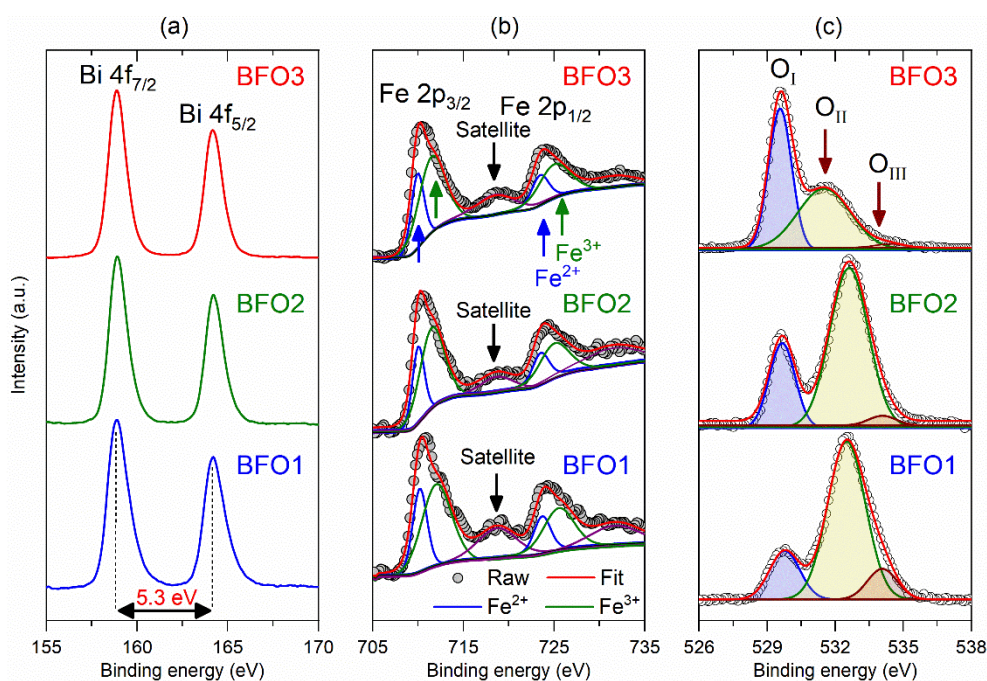 (a)
(b)
(c)
Intensity (a.u.)
Bi 4f7/2
BFO3
Bi 4f5/2
BFO2
BFO1
5.3 eV
155 160 165 170
Binding energy (eV)
BFO3
Fe 2p3/2 Fe 2p1/2
Satellite
Fe3+
Fe2+
BFO2
Satellite
BFO1
Satellite
Raw Fit
Fe2+ Fe3+
705 715 725 735
Binding energy (eV)
BFO3
OI
OII
OIII
BFO2
BFO1
526 529 532 535 538
Binding energy (eV)